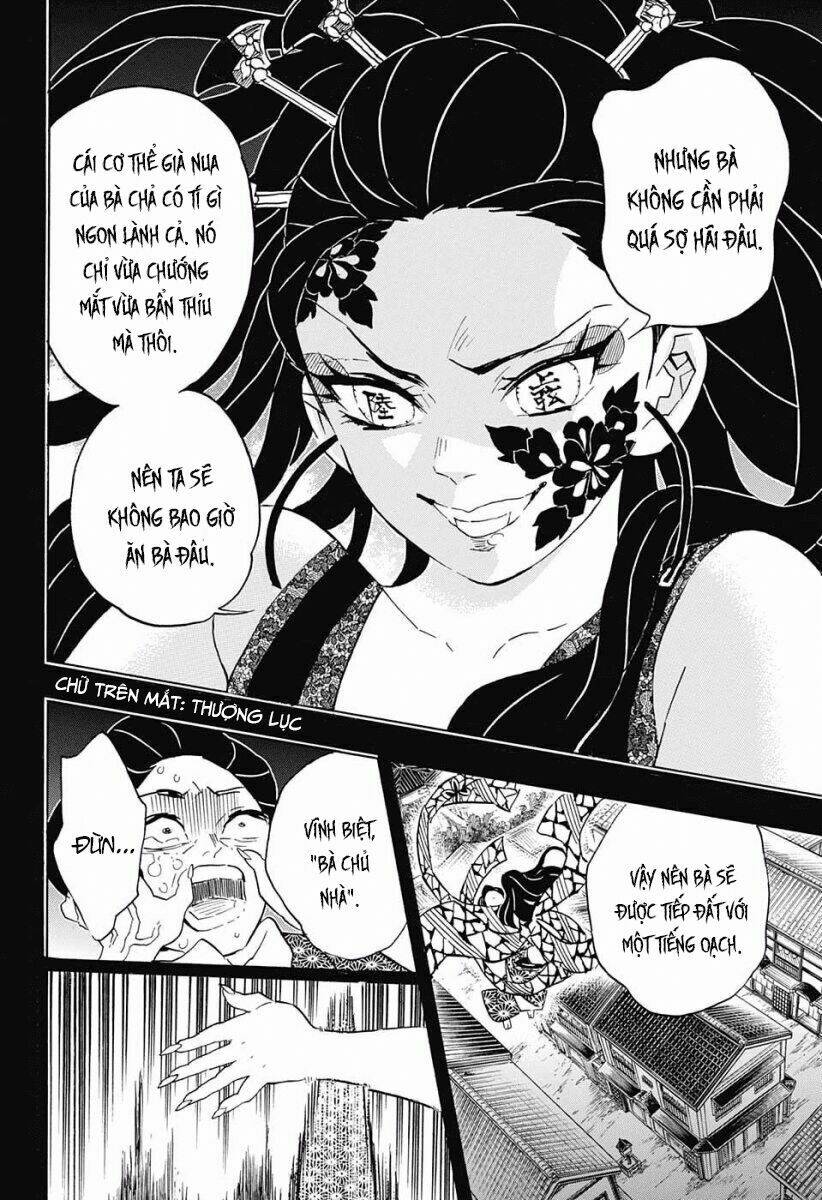 NHƯNG BÀ
KHÔNG CẦN PHẢI
QUÁ SỢ HÃI ĐÂU.
CÁI CƠ THỂ GIÀ NUA
CỦA BÀ CHẢ CÓ TÍ GÌ
NGON LÀNH CẢ. NÓ
CHỈ VỪA CHƯỚNG
MẮT VỪA BẨN THỈU
MÀ THÔI.
NÊN TA SẼ
KHÔNG BAO GIỜ
ĂN BÀ ĐÂU.
陸
上弦
CHỮ TRÊN MẮT: THƯỢNG LỤC
VẬY NÊN BÀ SẼ
ĐƯỢC TIẾP ĐẤT VỚI
MỘT TIẾNG OẠCH.
VĨNH BIỆT,
"BÀ CHỦ
NHÀ".
ĐỪN...